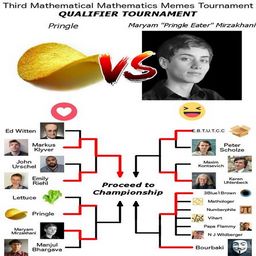 Third Mathematical Mathematics Memes Tournament
QUALIFIER TOURNAMENT
Pringle
Maryam "Pringle Eater" Mirzakhani
VS
Ed Witten
Markus Klyver
John Urschel
Emily Riehl
Lettuce
Pringle
Maryam Mirzakhani
Manjul Bhargava
Proceed to Championship
E.B.T.U.T.C.C
Peter Scholze
Maxim Kontsevich
Karen Uhlenbeck
3Blue1Brown
Mathologer
Numberphile
Vihart
Papa Flammy
N J Wildberger
Bourbaki